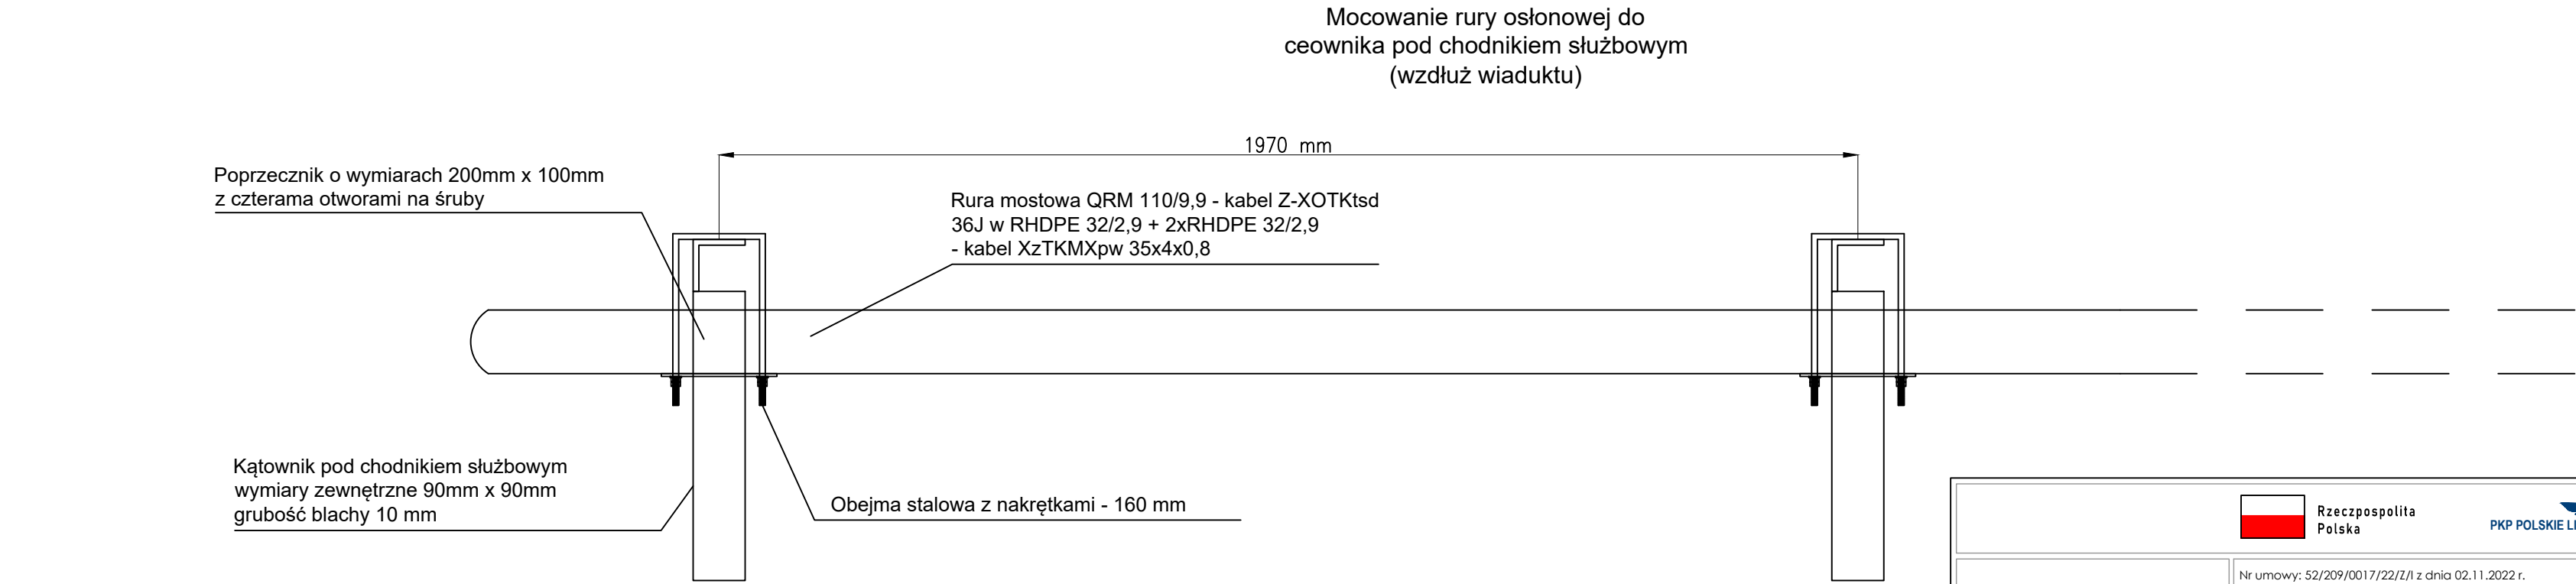 Mocowanie rury osłonowej do
ceownika pod chodnikiem służbowym
(wzdłuż wiaduktu)
1970 mm
Poprzecznik o wymiarach 200mm x 100mm
z czterama otworami na śruby
Rura mostowa QRM 110/9,9 - kabel Z-XOTKtsd
36J w RHDPE 32/2,9 + 2xRHDPE 32/2,9
- kabel XzTKMXpw 35x4x0,8
Kątownik pod chodnikiem służbowym
wymiary zewnętrzne 90mm x 90mm
grubość blachy 10 mm
Obejma stalowa z nakrętkami - 160 mm
Rzeczpospolita
Polska
PKP POLSKIE
Nr umowy: 52/209/0017/22/Z/I z dnia 02.11.2022 r.